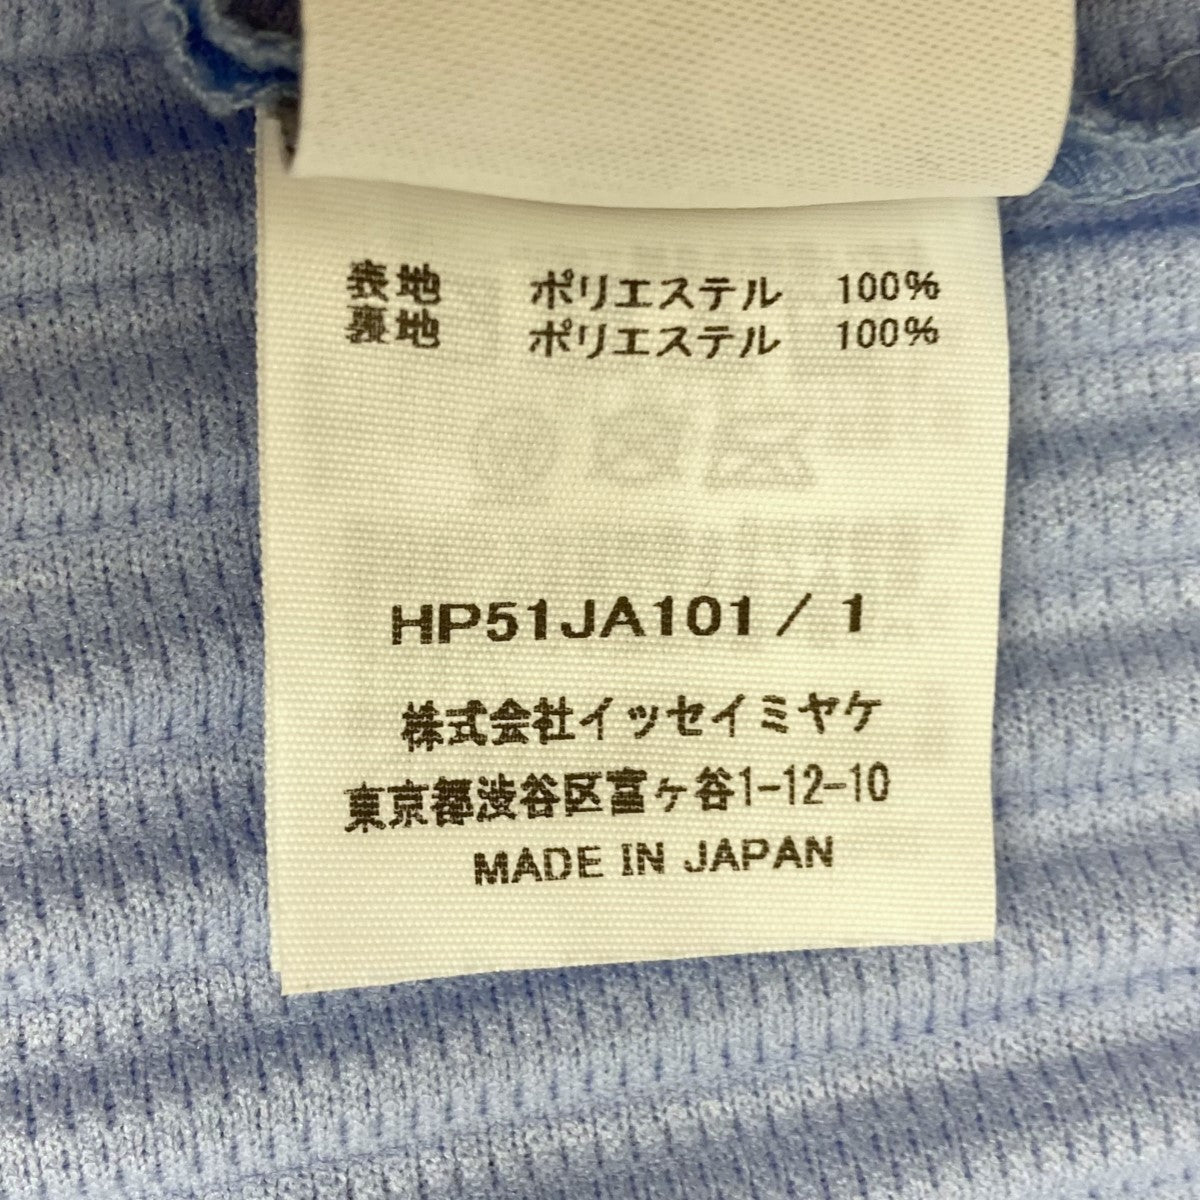 表地 ポリエステル 100%
裏地 ポリエステル 100%
HP51JA101 / 1
株式会社イッセイミヤケ
東京都渋谷区富ヶ谷1-12-10
MADE IN JAPAN